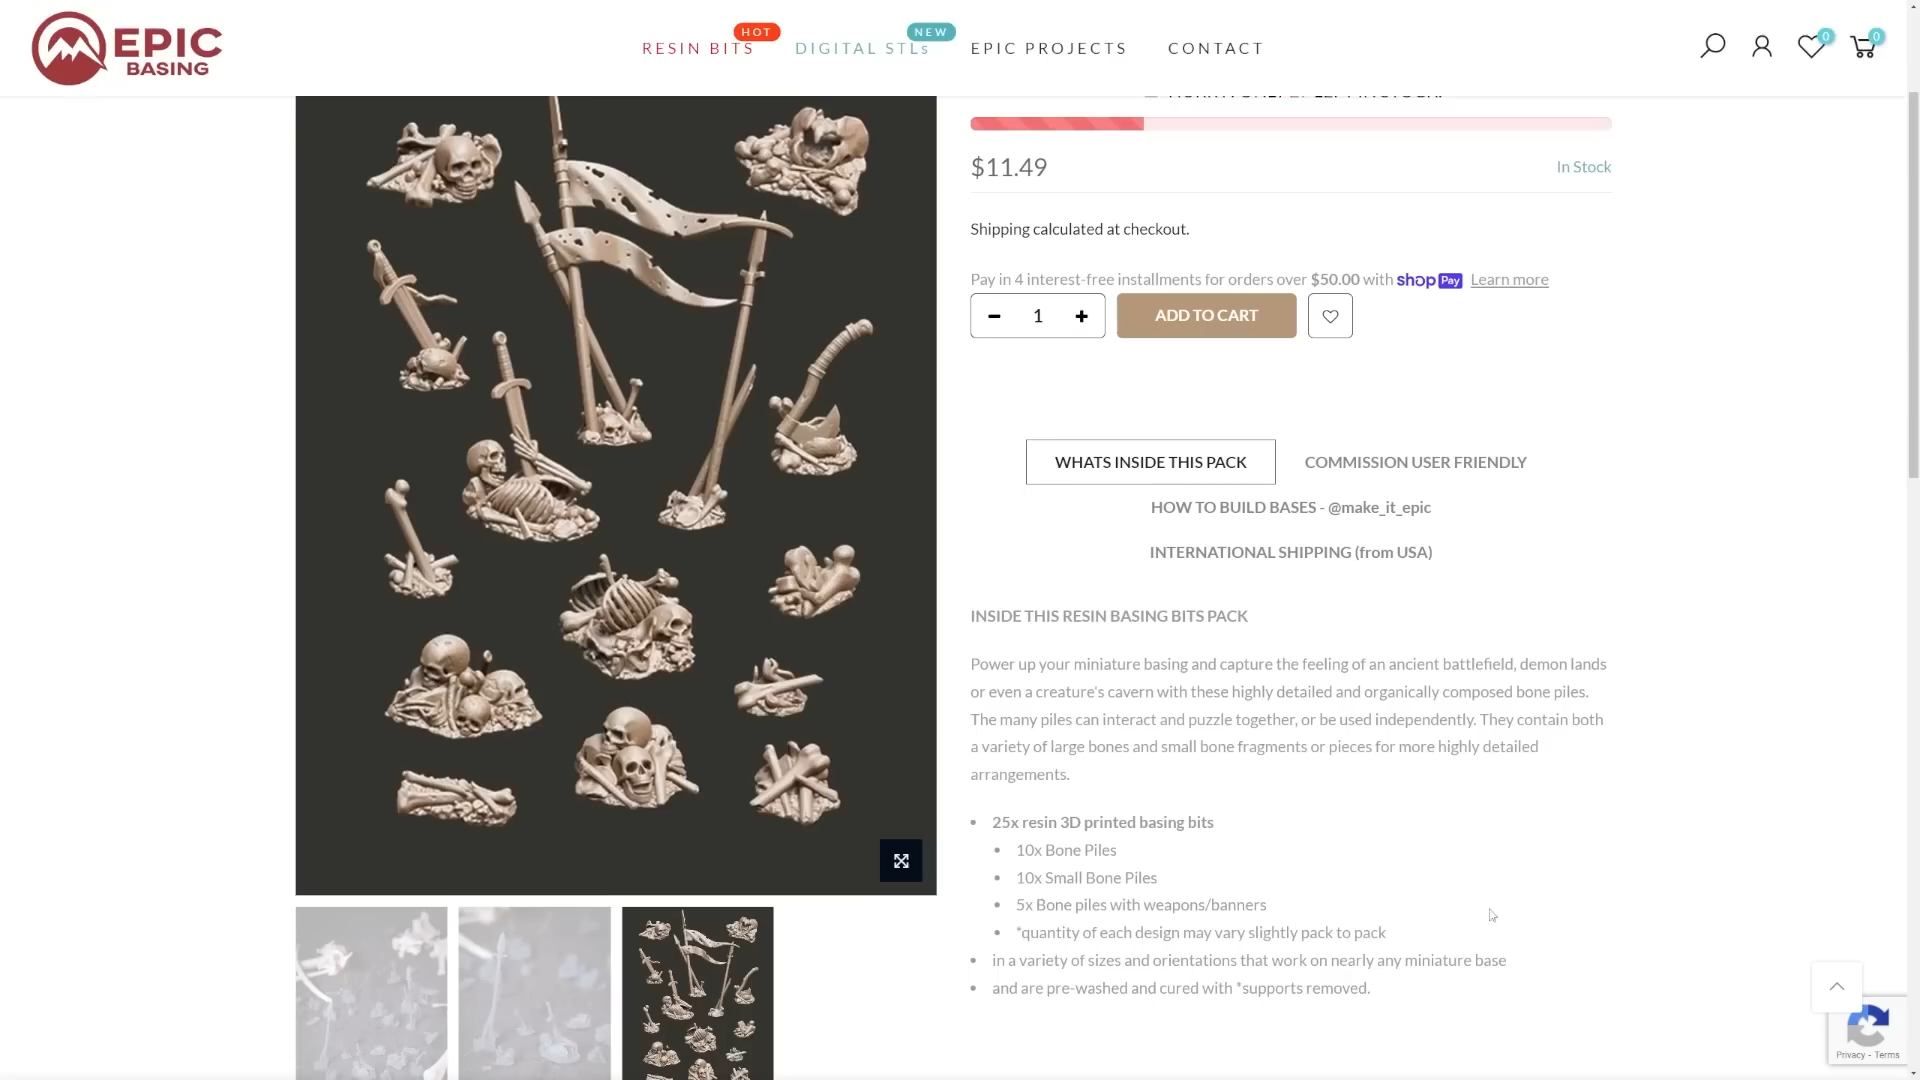 EPIC
BASING
RESIN BITS
HOT
DIGITAL STLs
NEW
EPIC PROJECTS
CONTACT
0
0
$11.49
In Stock
Shipping calculated at checkout.
Pay in 4 interest-free installments for orders over $50.00 with shop Pay Learn more
1
ADD TO CART
WHATS INSIDE THIS PACK
COMMISSION USER FRIENDLY
HOW TO BUILD BASES - @make_it_epic
INTERNATIONAL SHIPPING (from USA)
INSIDE THIS RESIN BASING BITS PACK
Power up your miniature basing and capture the feeling of an ancient battlefield, demon lands
or even a creature's cavern with these highly detailed and organically composed bone piles.
The many piles can interact and puzzle together, or be used independently. They contain both
a variety of large bones and small bone fragments or pieces for more highly detailed
arrangements.
25x resin 3D printed basing bits
10x Bone Piles
10x Small Bone Piles
5x Bone piles with weapons/banners
*quantity of each design may vary slightly pack to pack
in a variety of sizes and orientations that work on nearly any miniature base
and are pre-washed and cured with *supports removed.
Privacy - Terms